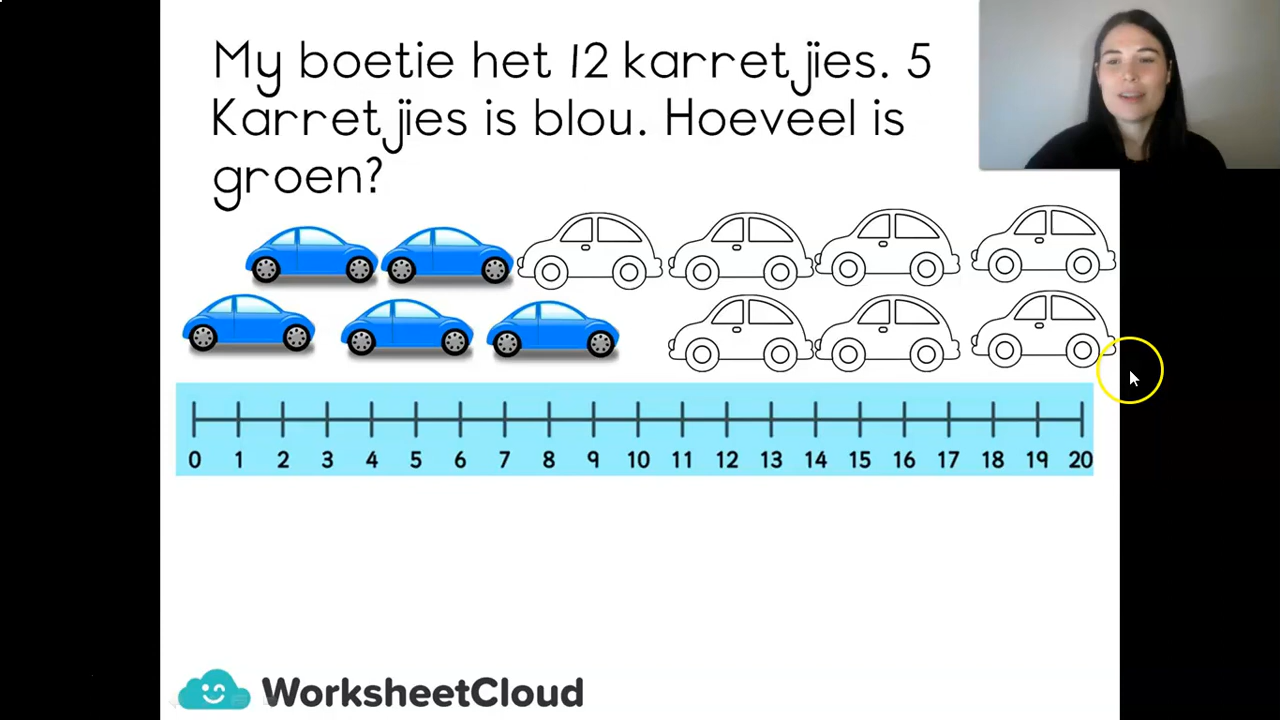 My boetie het 12 karretjies. 5
Karretjies is blou. Hoeveel is
groen?
0 1 2 3 4 5 6 7 8 9 10 11 12 13 14 15 16 17 18 19 20
WorksheetCloud